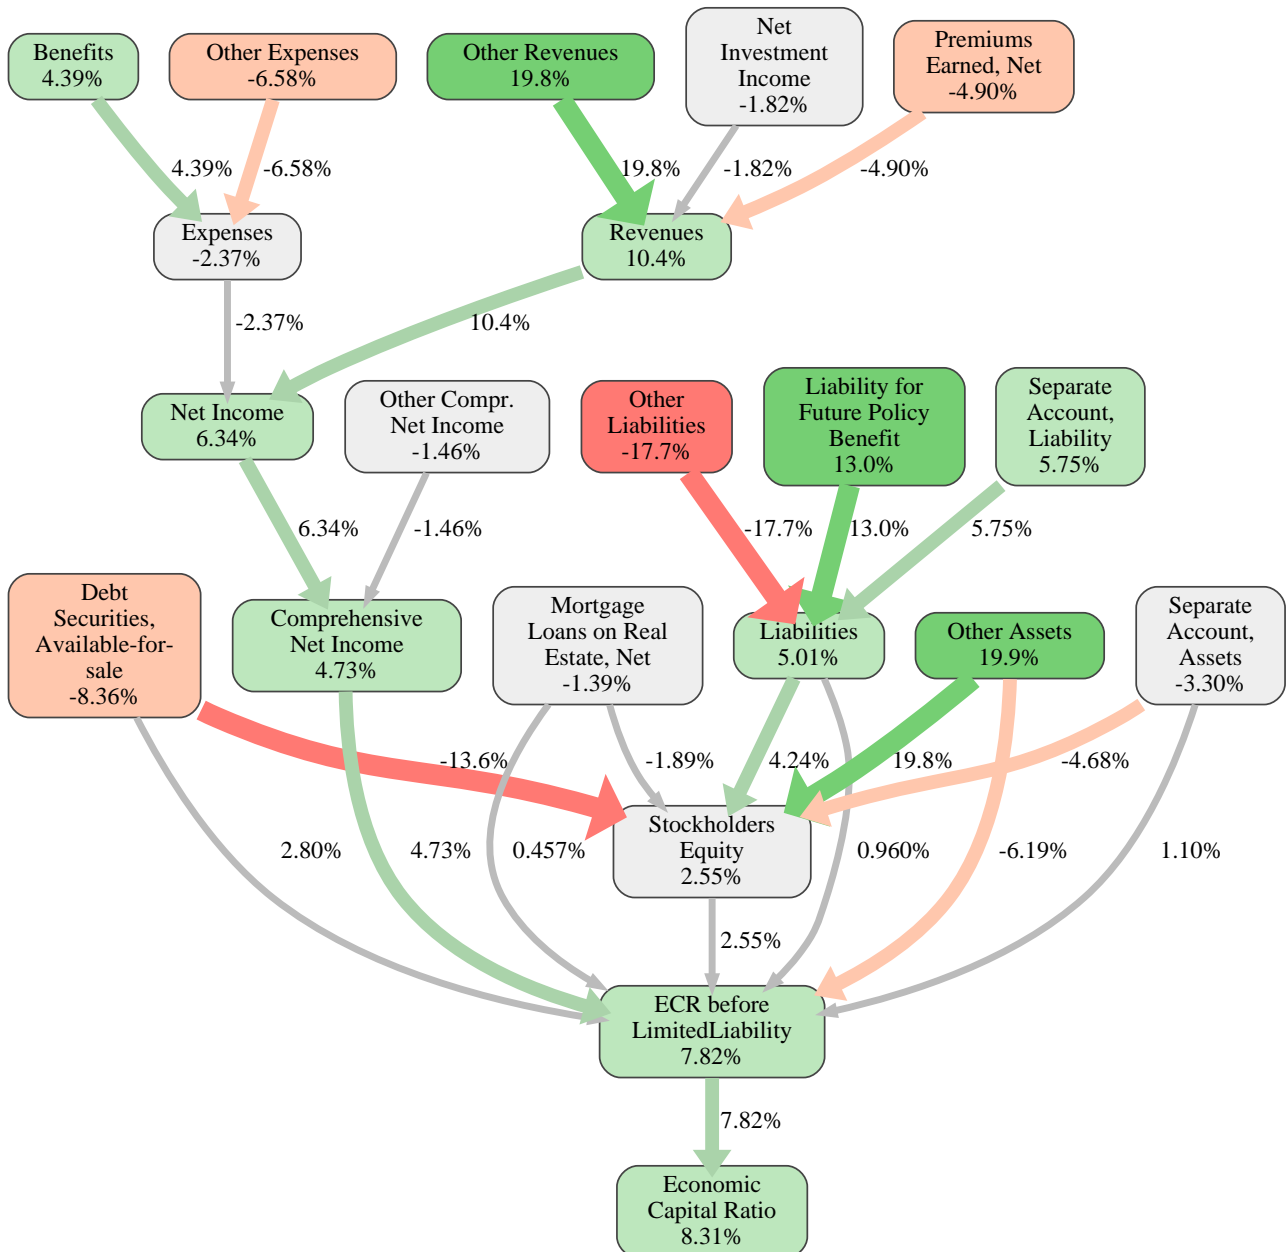 Benefits
4.39%
Other Expenses
-6.58%
Other Revenues
19.8%
Net
Investment
Income
-1.82%
Premiums
Earned, Net
-4.90%
4.39%
-6.58%
19.8%
-1.82%
-4.90%
Expenses
-2.37%
Revenues
10.4%
-2.37%
10.4%
Net Income
6.34%
Other Compr.
Net Income
-1.46%
Other
Liabilities
-17.7%
Liability for
Future Policy
Benefit
13.0%
Separate
Account,
Liability
5.75%
6.34%
-1.46%
-17.7%
13.0%
5.75%
Debt
Securities,
Available-for-
sale
-8.36%
Comprehensive
Net Income
4.73%
Mortgage
Loans on Real
Estate, Net
-1.39%
Liabilities
5.01%
Other Assets
19.9%
Separate
Account,
Assets
-3.30%
-13.6%
-1.89%
4.24%
19.8%
-4.68%
2.80%
4.73%
0.457%
Stockholders
Equity
2.55%
0.960%
-6.19%
1.10%
2.55%
ECR before
LimitedLiability
7.82%
7.82%
Economic
Capital Ratio
8.31%